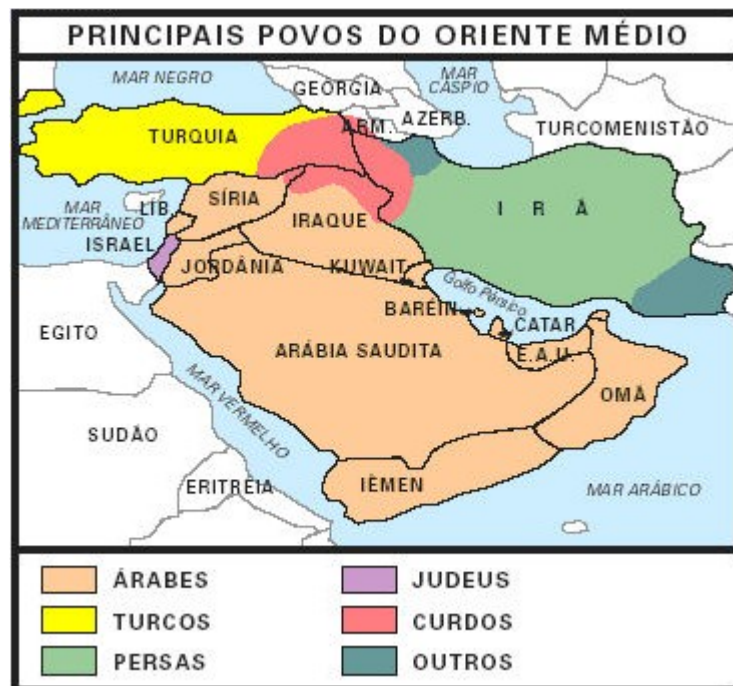 PRINCIPAIS POVOS DO ORIENTE MÉDIO
MAR NEGRO
GEORGIA
MAR
CÁSPIO
ARM.
AZERB.
TURCOMENISTÃO
TURQUIA
MAR
MEDITERRÂNEO
LÍB.
SÍRIA
IRAQUE
I R Ã
ISRAEL
JORDÂNIA
KUWAIT
Golfo Pérsico
BARÉIN
CATAR
E.A.U.
EGITO
ARÁBIA SAUDITA
OMÃ
MAR VERMELHO
SUDÃO
ERITRÉIA
IÊMEN
MAR ARÁBICO
ÁRABES
TURCOS
PERSAS
JUDEUS
CURDOS
OUTROS